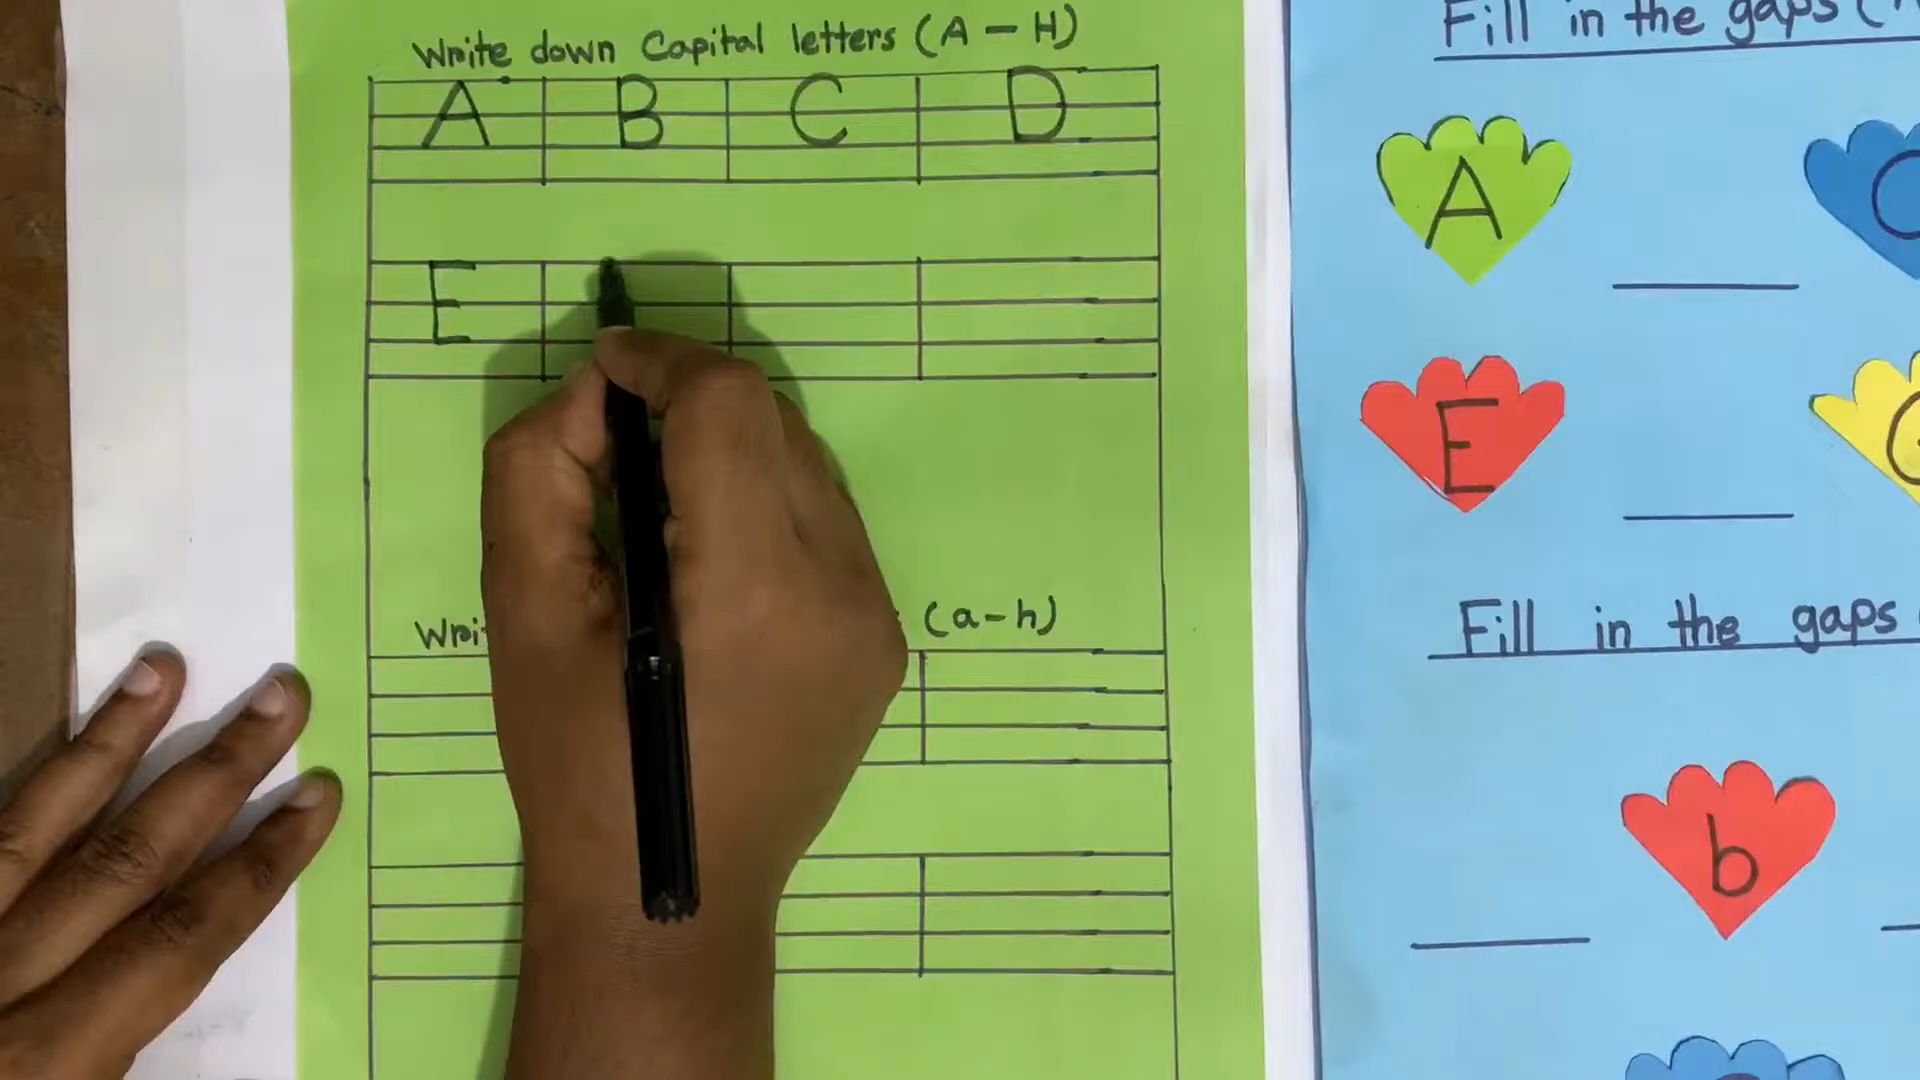 Write down Capital letters (A - H)
A B C D
E
(a-h)
Fill in the gaps
A
E
Fill in the gaps
b